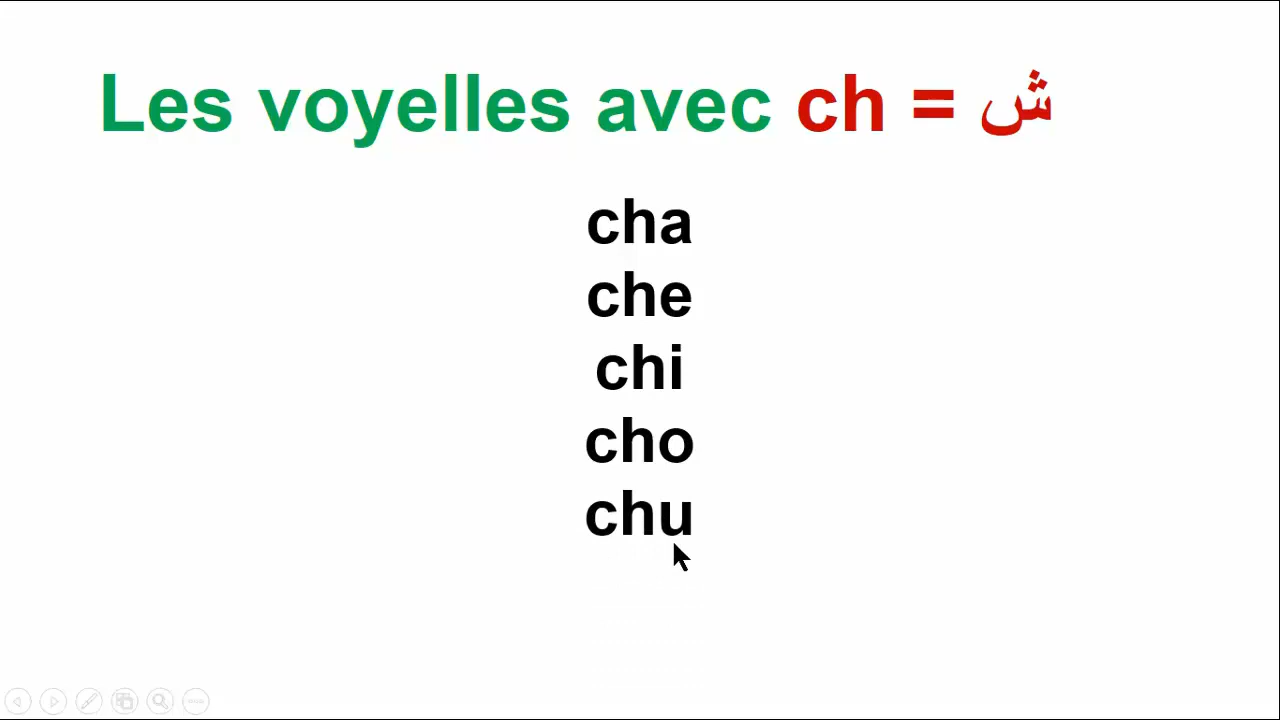 Les voyelles avec ch = ش
cha
che
chi
cho
chu